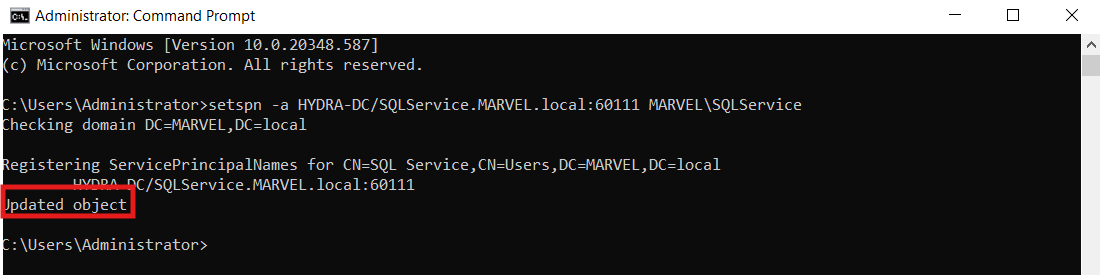 Administrator: Command Prompt
Microsoft Windows [Version 10.0.20348.587]
(c) Microsoft Corporation. All rights reserved.
C:\Users\Administrator>setspn -a HYDRA-DC/SQLService.MARVEL.local:60111 MARVEL\SQLService
Checking domain DC=MARVEL,DC=local
Registering ServicePrincipalNames for CN=SQL Service,CN=Users,DC=MARVEL,DC=local
HYDRA-DC/SQLService.MARVEL.local:60111
Updated object
C:\Users\Administrator>